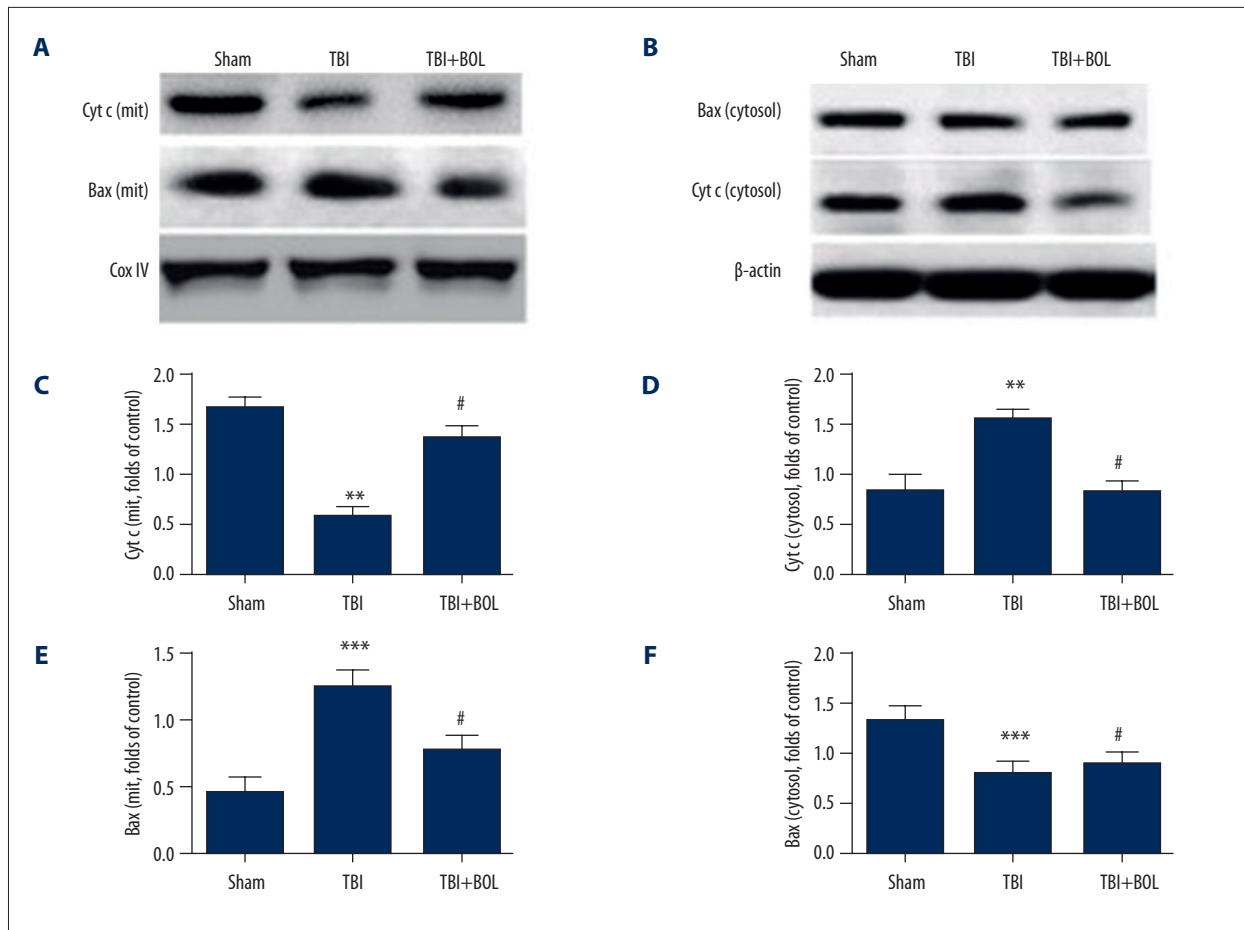 A
Sham TBI TBI+BOL
Cyt c (mit)
Bax (mit)
Cox IV
B
Sham TBI TBI+BOL
Bax (cytosol)
Cyt c (cytosol)
β-actin
C
Cyt c (mit, folds of control)
2.0
1.5
1.0
0.5
0.0
**
#
Sham TBI TBI+BOL
D
Cyt c (cytosol, folds of control)
2.0
1.5
1.0
0.5
0.0
**
#
Sham TBI TBI+BOL
E
Bax (mit, folds of control)
1.5
1.0
0.5
0.0
***
#
Sham TBI TBI+BOL
F
Bax (cytosol, folds of control)
2.0
1.5
1.0
0.5
0.0
***
#
Sham TBI TBI+BOL